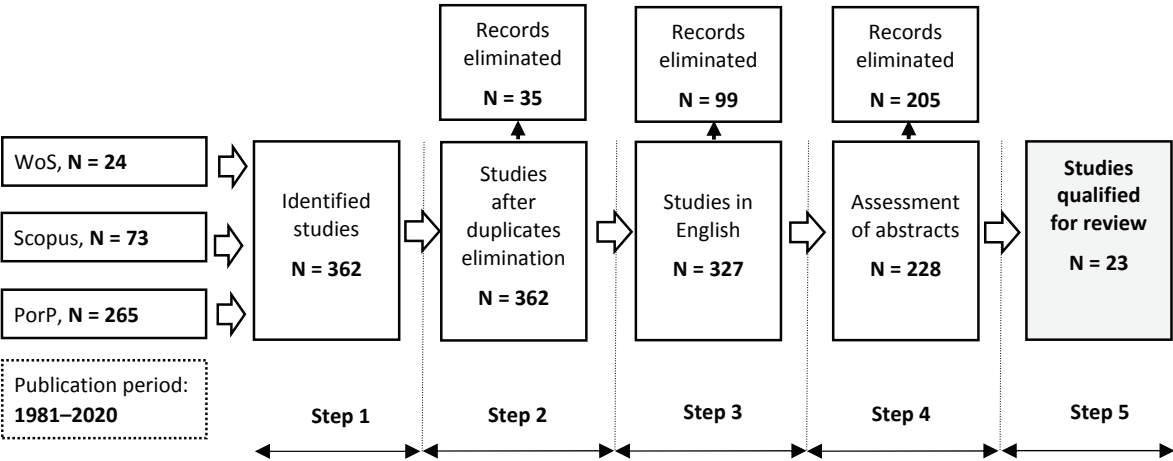 Records
eliminated
N = 35
Records
eliminated
N = 99
Records
eliminated
N = 205
WoS, N = 24
Scopus, N = 73
PorP, N = 265
Publication period:
1981–2020
Identified
studies
N = 362
Studies
after
duplicates
elimination
N = 362
Studies in
English
N = 327
Assessment
of abstracts
N = 228
Studies
qualified
for review
N = 23
Step 1
Step 2
Step 3
Step 4
Step 5